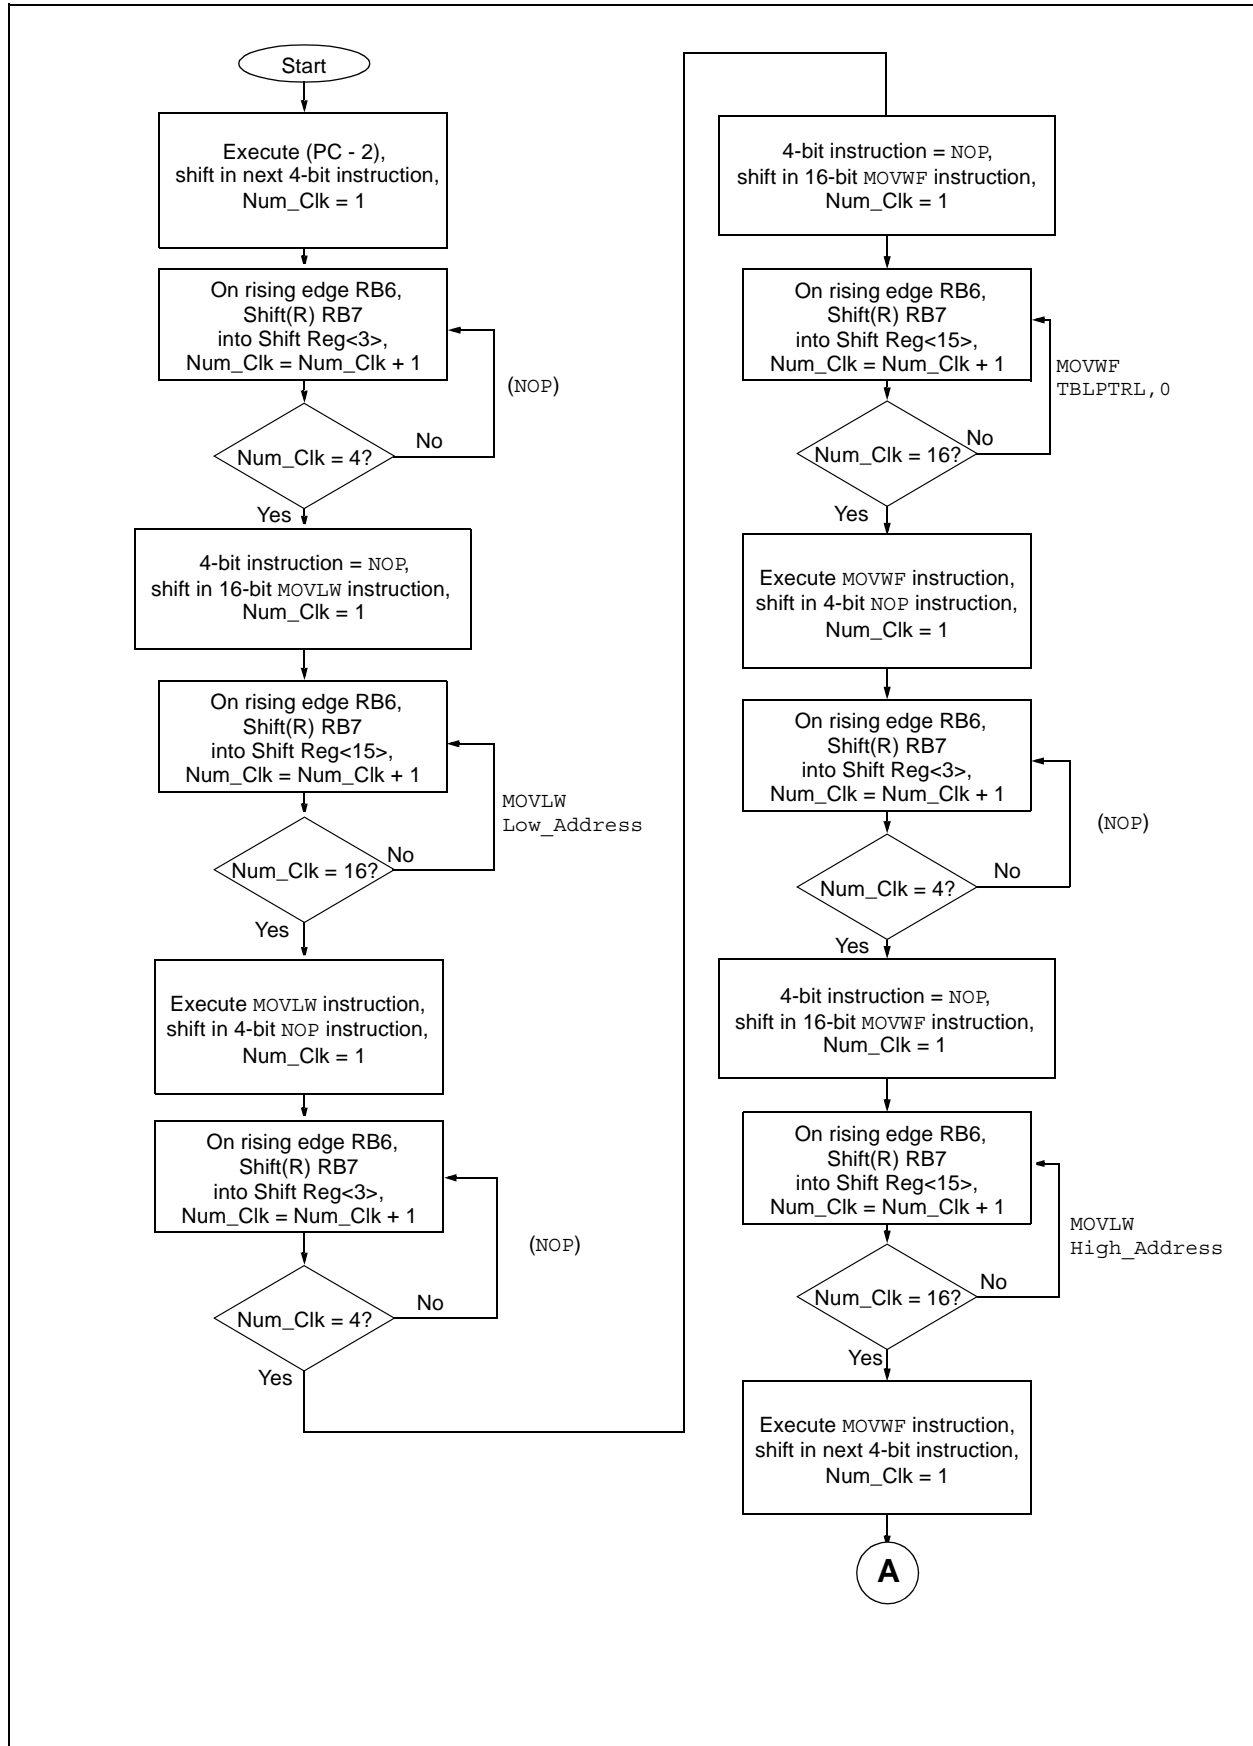 Start
Execute (PC - 2),
shift in next 4-bit instruction,
Num_Clk = 1
On rising edge RB6,
Shift(R) RB7
into Shift Reg<3>,
Num_Clk = Num_Clk + 1
(NOP)
Num_Clk = 4?
No
Yes
4-bit instruction = NOP,
shift in 16-bit MOVLW instruction,
Num_Clk = 1
On rising edge RB6,
Shift(R) RB7
into Shift Reg<15>,
Num_Clk = Num_Clk + 1
MOVLW
Low_Address
Num_Clk = 16?
No
Yes
Execute MOVLW instruction,
shift in 4-bit NOP instruction,
Num_Clk = 1
On rising edge RB6,
Shift(R) RB7
into Shift Reg<3>,
Num_Clk = Num_Clk + 1
(NOP)
Num_Clk = 4?
No
Yes
4-bit instruction = NOP,
shift in 16-bit MOVWF instruction,
Num_Clk = 1
On rising edge RB6,
Shift(R) RB7
into Shift Reg<15>,
Num_Clk = Num_Clk + 1
MOVWF
TBLPTRL,0
Num_Clk = 16?
No
Yes
Execute MOVWF instruction,
shift in 4-bit NOP instruction,
Num_Clk = 1
On rising edge RB6,
Shift(R) RB7
into Shift Reg<3>,
Num_Clk = Num_Clk + 1
(NOP)
Num_Clk = 4?
No
Yes
4-bit instruction = NOP,
shift in 16-bit MOVWF instruction,
Num_Clk = 1
On rising edge RB6,
Shift(R) RB7
into Shift Reg<15>,
Num_Clk = Num_Clk + 1
MOVLW
High_Address
Num_Clk = 16?
No
Yes
Execute MOVWF instruction,
shift in next 4-bit instruction,
Num_Clk = 1
A